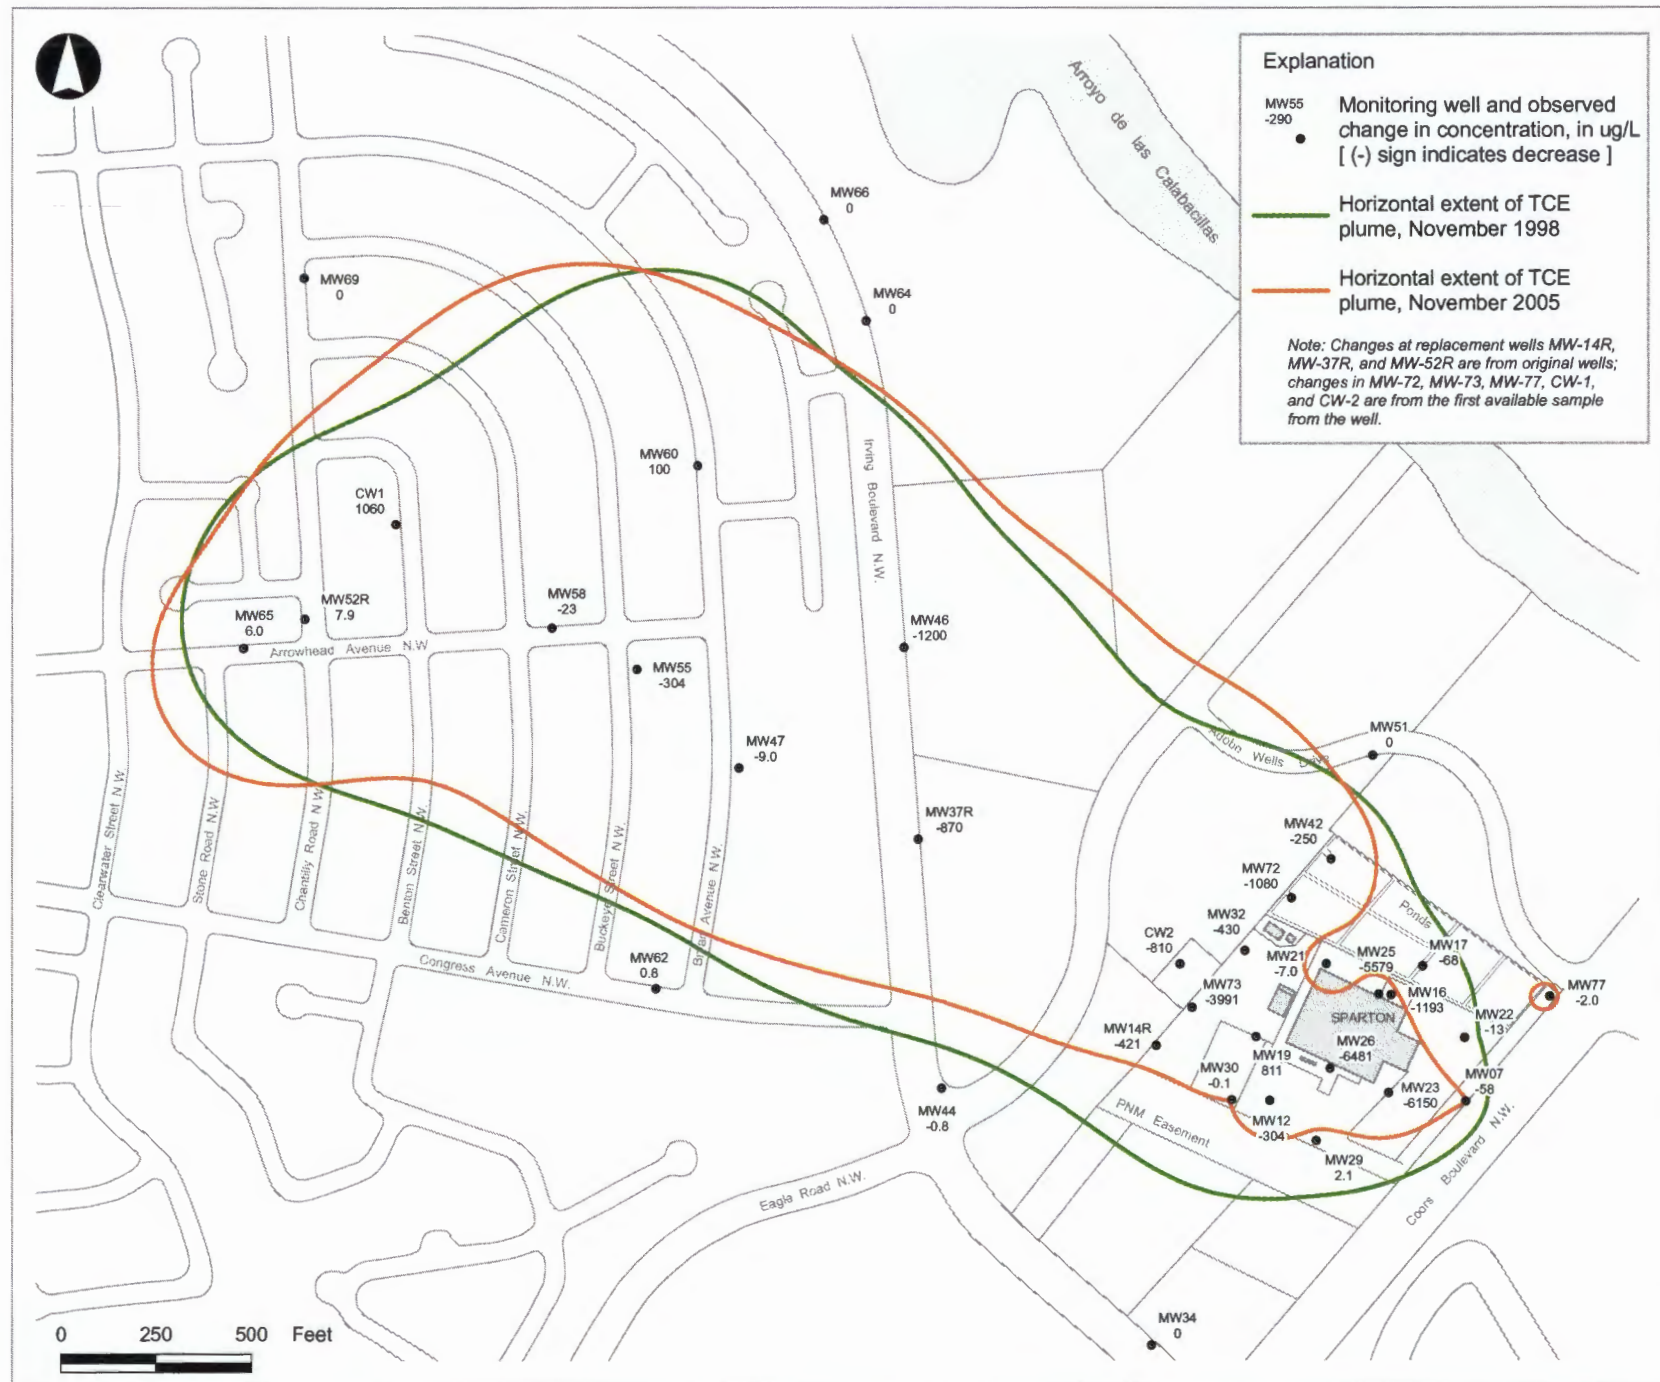 Explanation
MW55
-290
Monitoring well and observed
change in concentration, in ug/L
[ (-) sign indicates decrease ]
Horizontal extent of TCE
plume, November 1998
Horizontal extent of TCE
plume, November 2005
Note: Changes at replacement wells MW-14R,
MW-37R, and MW-52R are from original wells;
changes in MW-72, MW-73, MW-77, CW-1,
and CW-2 are from the first available sample
from the well.
Arroyo de las Calabacillas
MW66
0
MW69
0
MW64
0
MW60
100
CW1
1060
Irving Boulevard N.W.
MW58
-23
MW52R
7.9
MW65
6.0
Arrowhead Avenue N.W
MW46
-1200
MW55
-304
MW47
-9.0
MW51
0
Adobe Wells Drive
MW37R
-870
MW42
-250
MW72
-1080
Ponds
MW32
-430
CW2
-810
MW21
-7.0
MW25
-5579
MW17
-68
MW77
-2.0
MW73
-3991
MW16
-1193
SPARTON
MW22
-13
MW14R
-421
MW26
-6481
MW19
811
MW30
-0.1
MW07
-58
MW23
-6150
MW12
-304
MW29
2.1
PNM Easement
Coors Boulevard N.W.
Clearwater Street N.W.
Stone Road N.W.
Chantilly Road N.W.
Benton Street N.W.
Cameron Street N.W.
Buckeye Street N.W.
Avenue N.W.
MW62
0.8
Congress Avenue N.W.
MW44
-0.8
Eagle Road N.W.
MW34
0
0 250 500 Feet